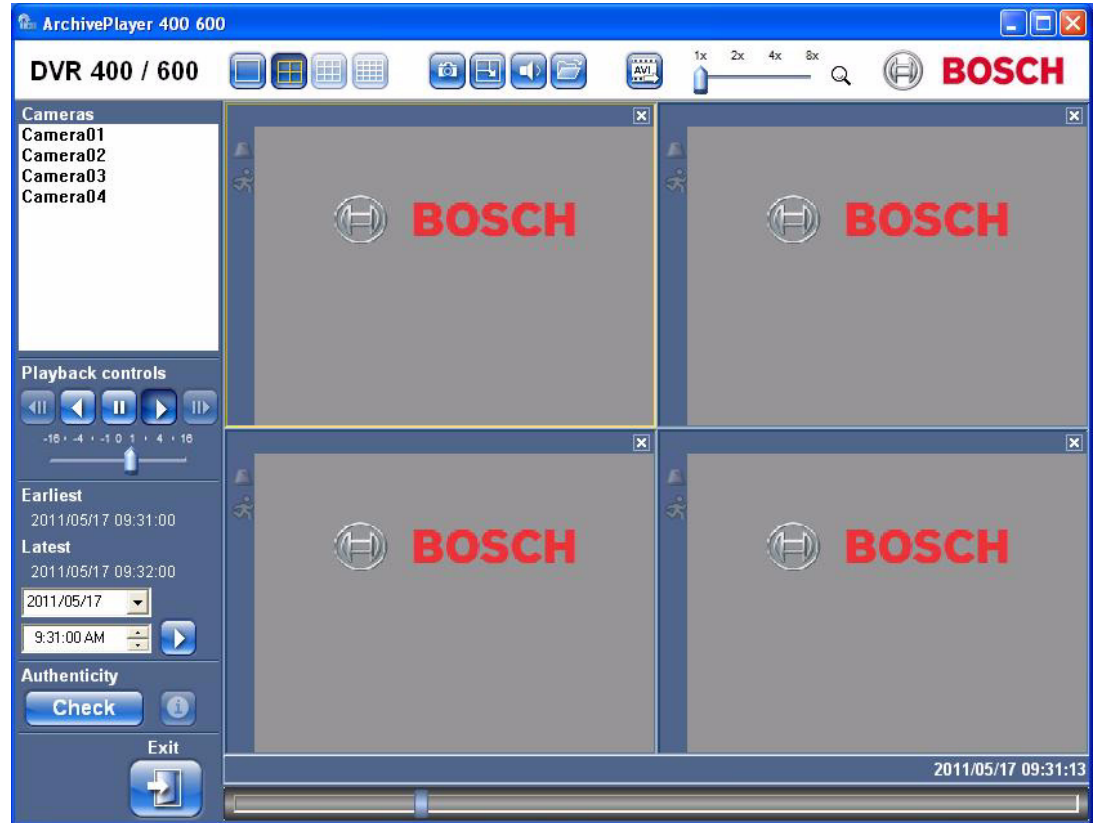 ArchivePlayer 400 600
DVR 400 / 600
AVI
1x 2x 4x 8x
BOSCH
Cameras
Camera01
Camera02
Camera03
Camera04
BOSCH
BOSCH
Playback controls
-16 -4 -1 0 1 4 16
Earliest
2011/05/17 09:31:00
Latest
2011/05/17 09:32:00
2011/05/17
9:31:00 AM
Authenticity
Check
Exit
BOSCH
BOSCH
2011/05/17 09:31:13